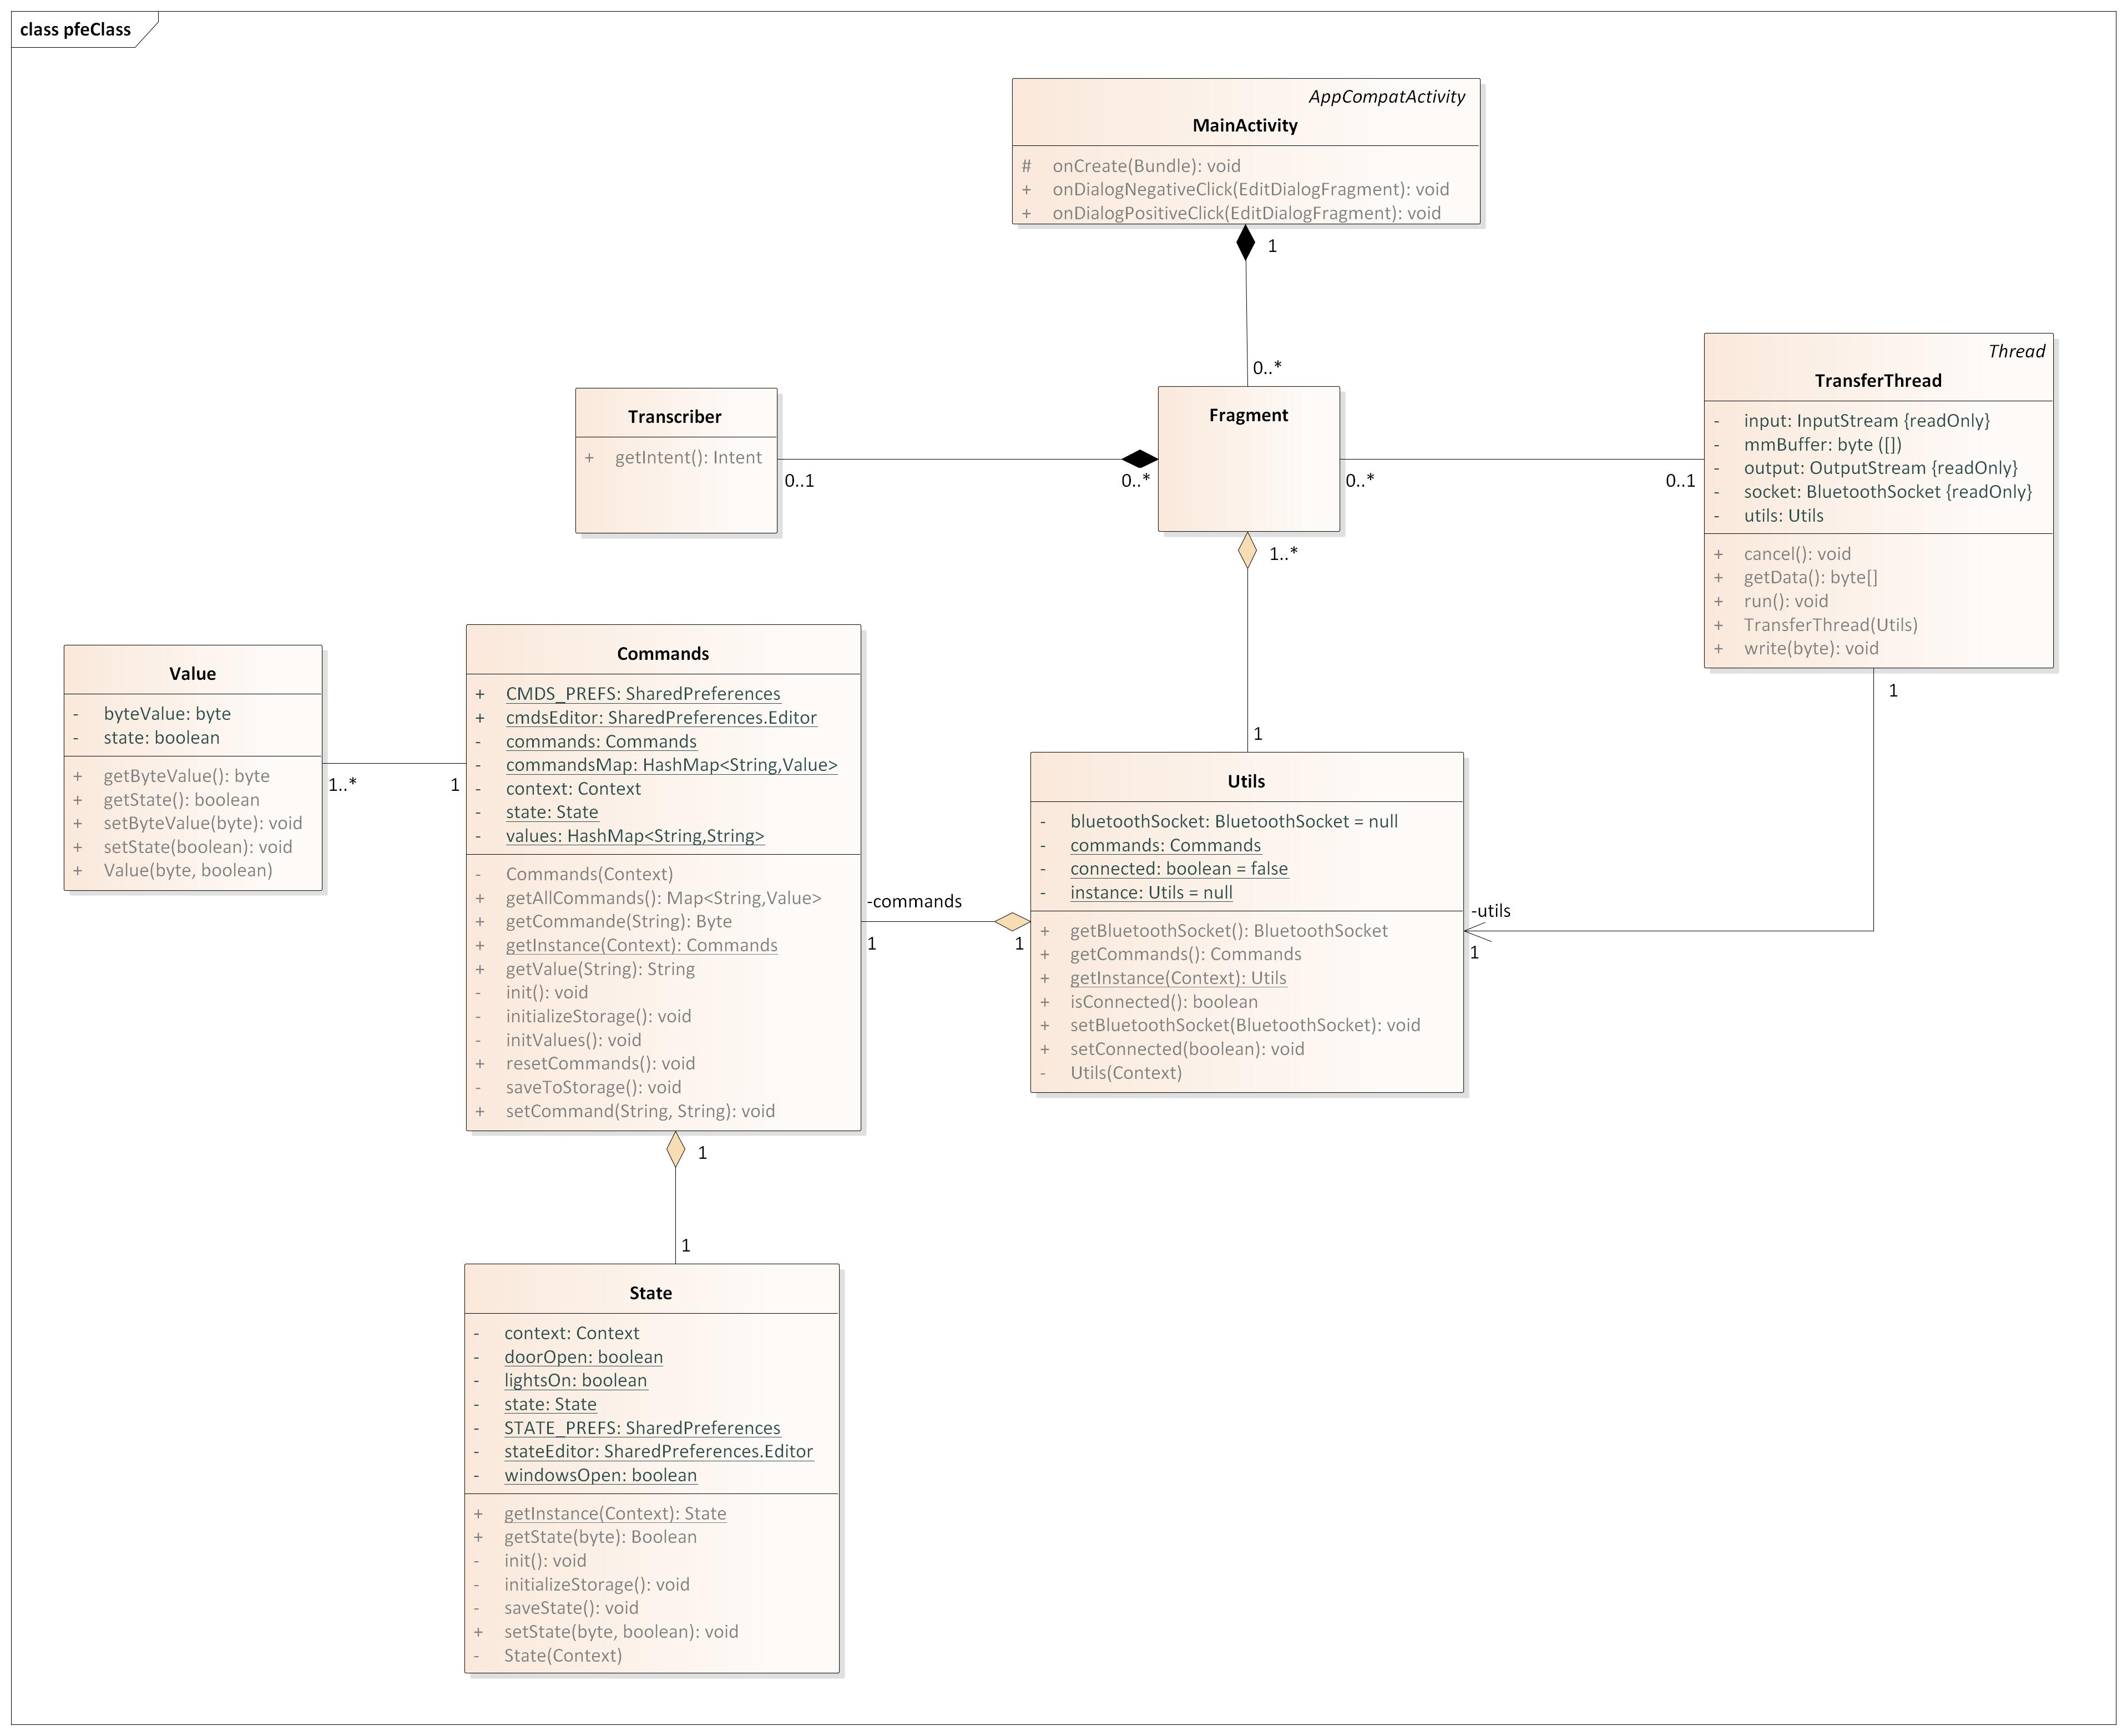 class pfeClass
AppCompatActivity
MainActivity
# onCreate(Bundle): void
+ onDialogNegativeClick(EditDialogFragment): void
+ onDialogPositiveClick(EditDialogFragment): void
1
0..*
Transcriber
+ getIntent(): Intent
0..1
0..*
Fragment
0..*
0..1
1..*
1
Thread
TransferThread
- input: InputStream {readOnly}
- mmBuffer: byte ([])
- output: OutputStream {readOnly}
- socket: BluetoothSocket {readOnly}
- utils: Utils
+ cancel(): void
+ getData(): byte[]
+ run(): void
+ TransferThread(Utils)
+ write(byte): void
1
Value
- byteValue: byte
- state: boolean
+ getByteValue(): byte
+ getState(): boolean
+ setByteValue(byte): void
+ setState(boolean): void
+ Value(byte, boolean)
1..*
1
Commands
+ CMDS_PREFS: SharedPreferences
+ cmdsEditor: SharedPreferences.Editor
- commands: Commands
- commandsMap: HashMap<String,Value>
- context: Context
- state: State
- values: HashMap<String,String>
- Commands(Context)
+ getAllCommands(): Map<String,Value>
+ getCommande(String): Byte
+ getInstance(Context): Commands
+ getValue(String): String
- init(): void
- initializeStorage(): void
- initValues(): void
+ resetCommands(): void
- saveToStorage(): void
+ setCommand(String, String): void
-commands
1
1
Utils
- bluetoothSocket: BluetoothSocket = null
- commands: Commands
- connected: boolean = false
- instance: Utils = null
+ getBluetoothSocket(): BluetoothSocket
+ getCommands(): Commands
+ getInstance(Context): Utils
+ isConnected(): boolean
+ setBluetoothSocket(BluetoothSocket): void
+ setConnected(boolean): void
- Utils(Context)
-utils
1
1
1
State
- context: Context
- doorOpen: boolean
- lightsOn: boolean
- state: State
- STATE_PREFS: SharedPreferences
- stateEditor: SharedPreferences.Editor
- windowsOpen: boolean
+ getInstance(Context): State
+ getState(byte): Boolean
- init(): void
- initializeStorage(): void
- saveState(): void
+ setState(byte, boolean): void
- State(Context)